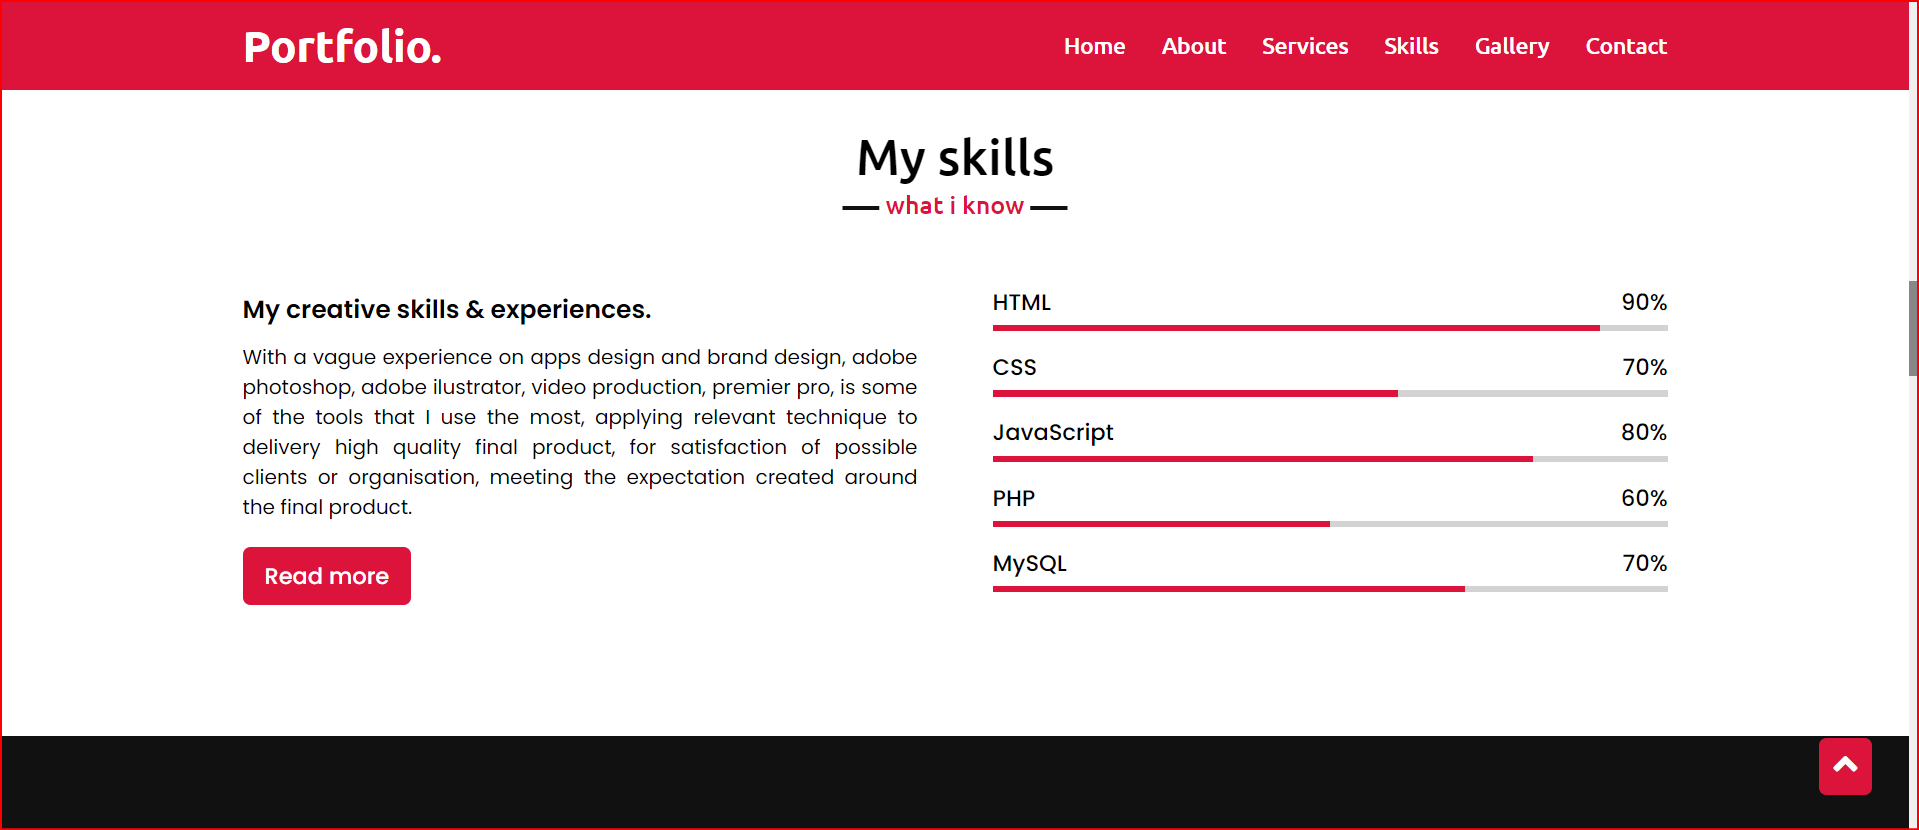 Portfolio.
Home About Services Skills Gallery Contact
My skills
what i know
My creative skills & experiences.
With a vague experience on apps design and brand design, adobe
photoshop, adobe ilustrator, video production, premier pro, is some
of the tools that I use the most, applying relevant technique to
delivery high quality final product, for satisfaction of possible
clients or organisation, meeting the expectation created around
the final product.
Read more
HTML 90%
CSS 70%
JavaScript 80%
PHP 60%
MySQL 70%